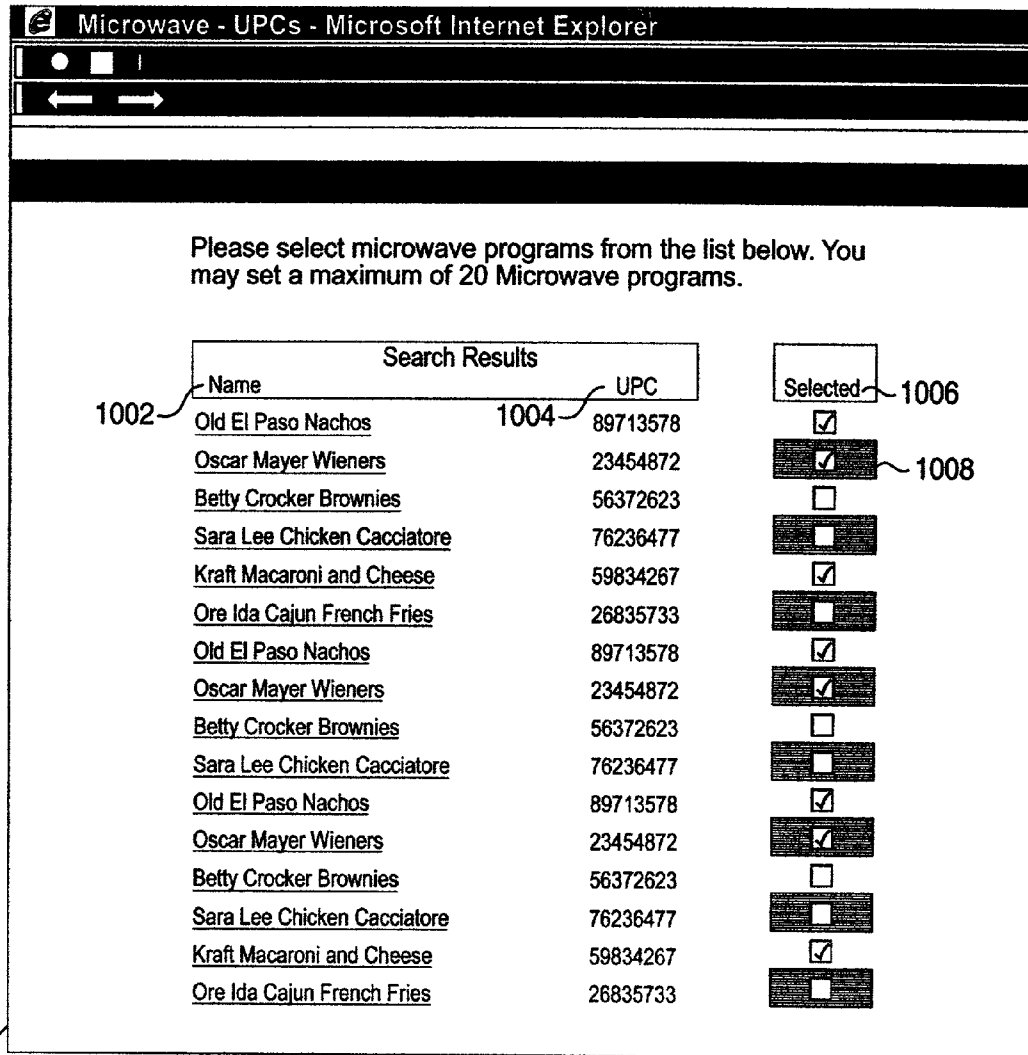 Microwave - UPCs - Microsoft Internet Explorer
Please select microwave programs from the list below. You
may set a maximum of 20 Microwave programs.
Search Results
Name UPC Selected
1002 1004 1006
Old El Paso Nachos 89713578
Oscar Mayer Wieners 23454872 1008
Betty Crocker Brownies 56372623
Sara Lee Chicken Cacciatore 76236477
Kraft Macaroni and Cheese 59834267
Ore Ida Cajun French Fries 26835733
Old El Paso Nachos 89713578
Oscar Mayer Wieners 23454872
Betty Crocker Brownies 56372623
Sara Lee Chicken Cacciatore 76236477
Old El Paso Nachos 89713578
Oscar Mayer Wieners 23454872
Betty Crocker Brownies 56372623
Sara Lee Chicken Cacciatore 76236477
Kraft Macaroni and Cheese 59834267
Ore Ida Cajun French Fries 26835733